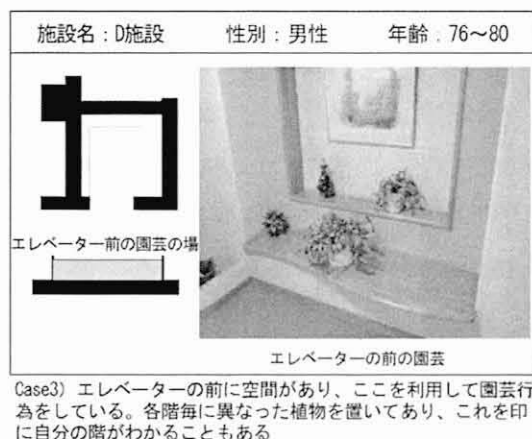 施設名：D施設　性別：男性　年齢：76～80
エレベーター前の園芸の場
エレベーターの前の園芸
Case3) エレベーターの前に空間があり、ここを利用して園芸行
為をしている。各階毎に異なった植物を置いてあり、これを印
に自分の階がわかることもある